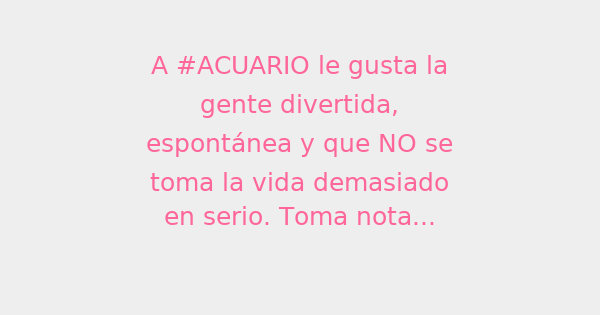 A #ACUARIO le gusta la
gente divertida,
espontánea y que NO se
toma la vida demasiado
en serio. Toma nota...